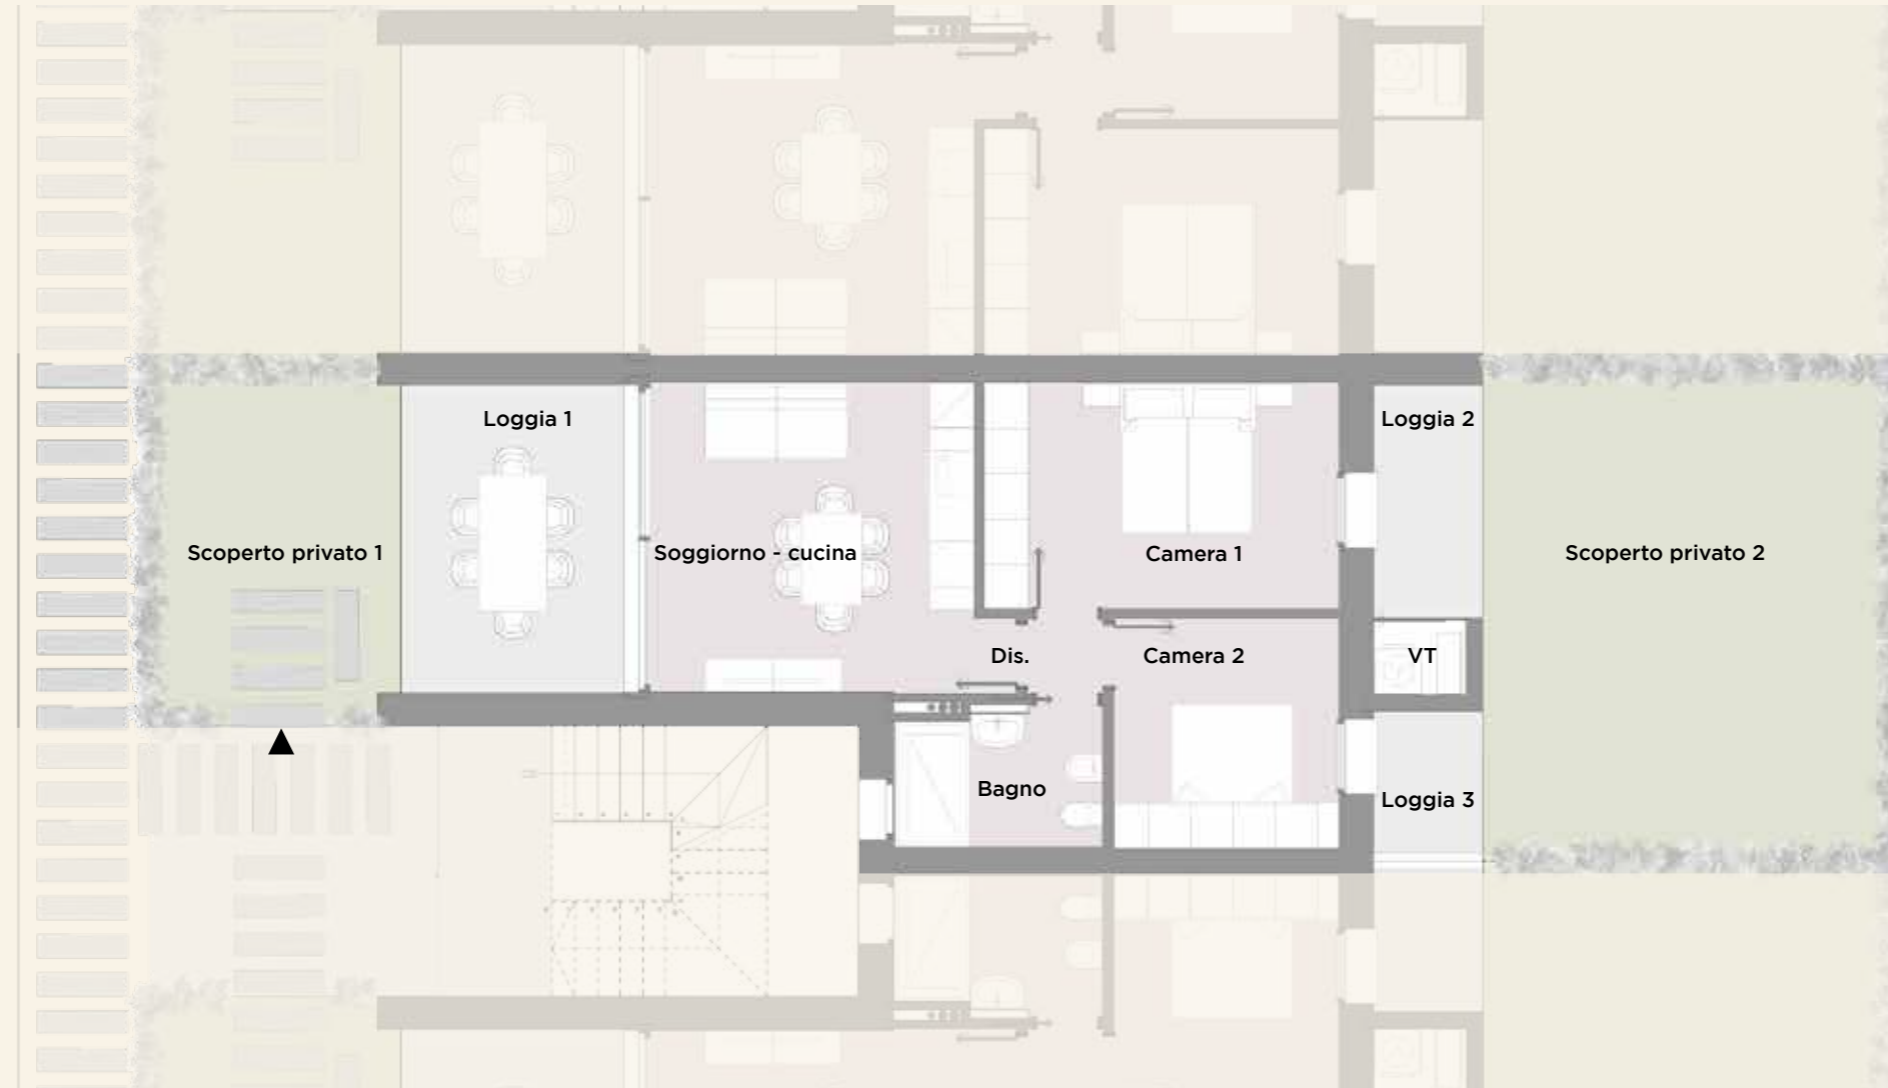 Loggia 1
Loggia 2
Scoperto privato 1
Soggiorno - cucina
Camera 1
Scoperto privato 2
Dis.
Camera 2
VT
Bagno
Loggia 3